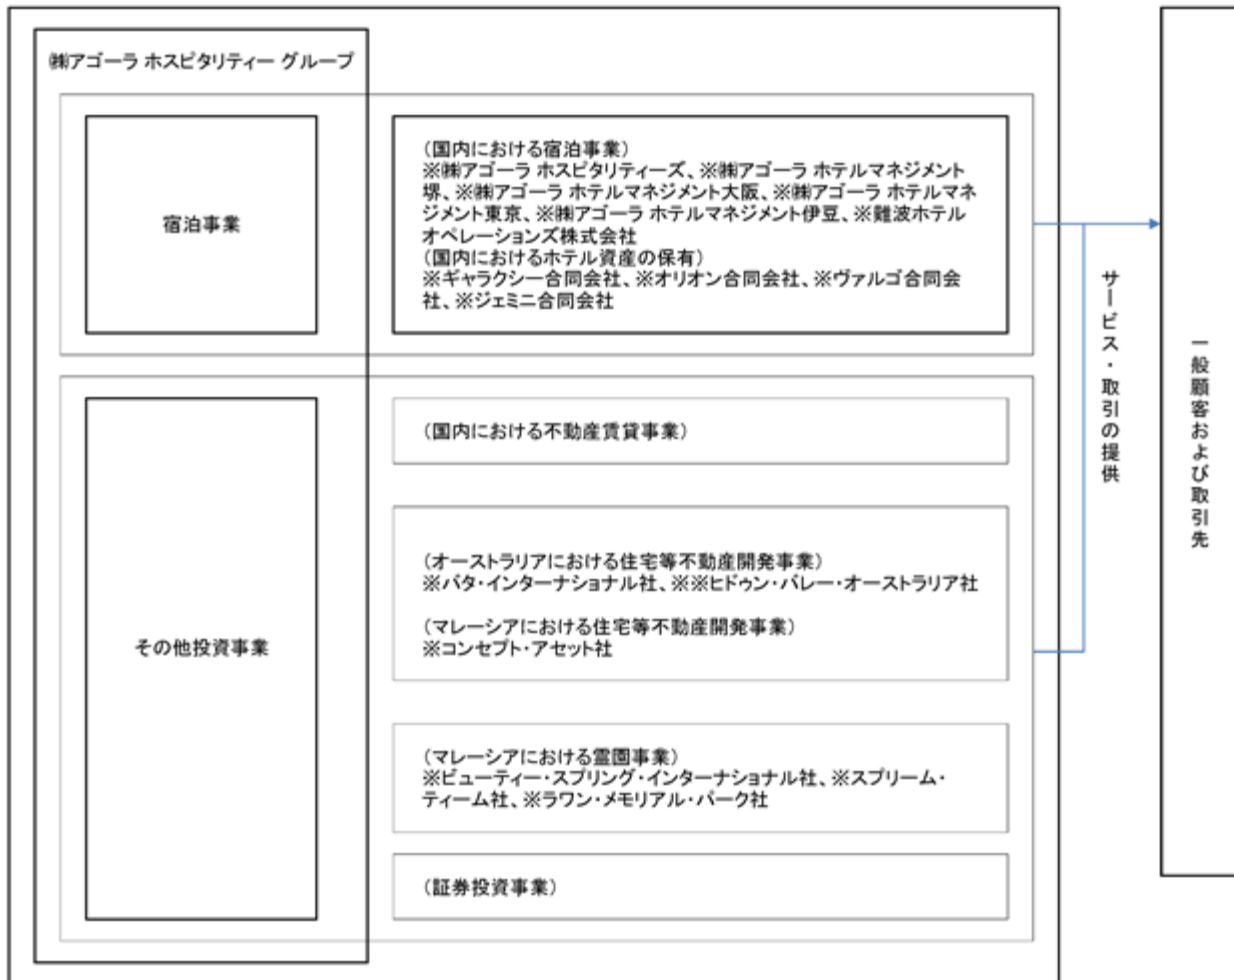 ㈱アゴーラ ホスピタリティー グループ
宿泊事業
(国内における宿泊事業)
※㈱アゴーラ ホスピタリティーズ、※㈱アゴーラ ホテルマネジメント
堺、※㈱アゴーラ ホテルマネジメント大阪、※㈱アゴーラ ホテルマネ
ジメント東京、※㈱アゴーラ ホテルマネジメント伊豆、※難波ホテル
オペレーションズ株式会社
(国内におけるホテル資産の保有)
※ギャラクシー合同会社、※オリオン合同会社、※ヴァルゴ合同会
社、※ジェミニ合同会社
その他投資事業
(国内における不動産賃貸事業)
(オーストラリアにおける住宅等不動産開発事業)
※バタ・インターナショナル社、※※ヒドゥン・バレー・オーストラリア社
(マレーシアにおける住宅等不動産開発事業)
※コンセプト・アセット社
(マレーシアにおける霊園事業)
※ビューティー・スプリング・インターナショナル社、※スプリーム・
ティーム社、※ラワン・メモリアル・パーク社
(証券投資事業)
サービス・取引の提供
一般顧客および取引先